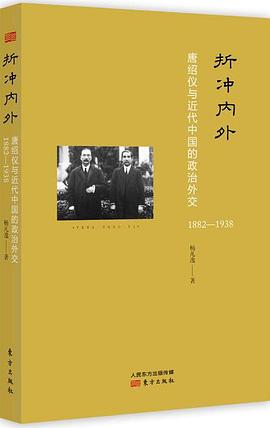 折冲内外
唐绍仪与近代中国的政治外交
1882—1938
杨凡逸·著
人民东方出版传媒
东方出版社
折冲内外
唐绍仪与近代中国的政治外交
1882—1938
杨凡逸 著
东方出版社